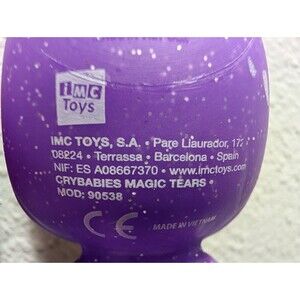 iMC
Toys
IMC TOYS, S.A. • Pare Llaurador, 172
08224 • Terrassa • Barcelona • Spain
NIF: ES A08667370 • www.imctoys.com
CRYBABIES MAGIC TEARS •
MOD: 90538
CE
MADE IN VIETNAM